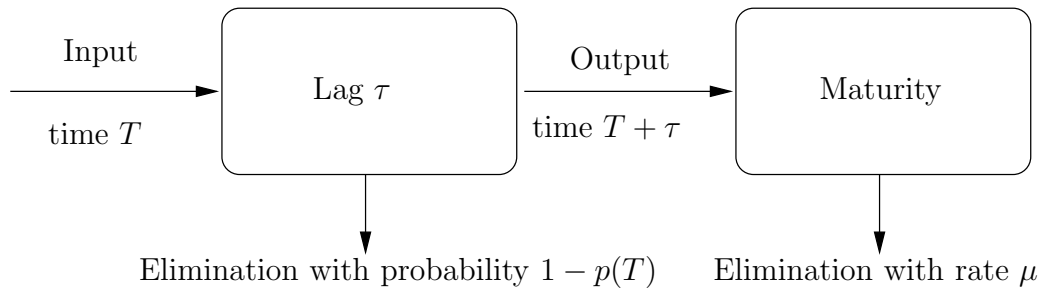 Input
time T
Lag τ
Output
time T + τ
Maturity
Elimination with probability 1 − p(T)
Elimination with rate μ